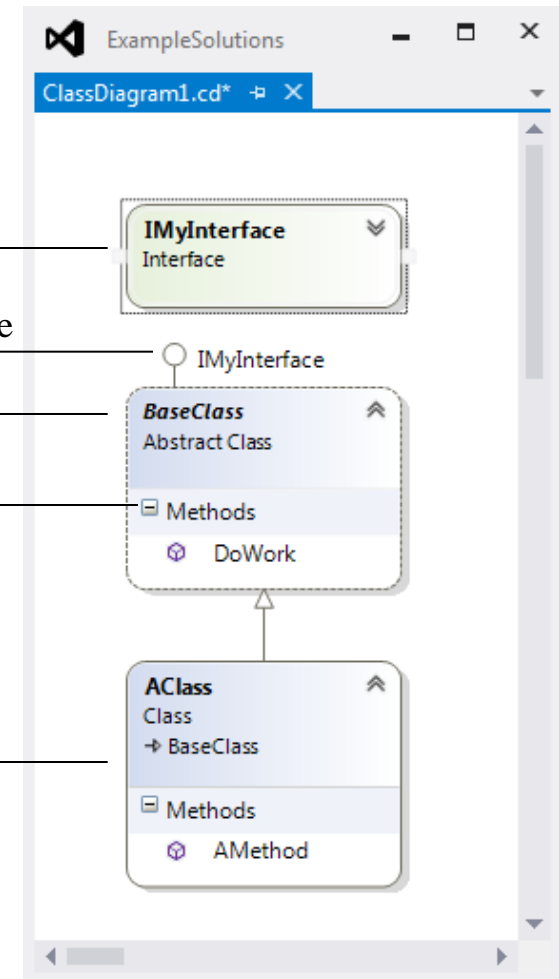 ExampleSolutions
ClassDiagram1.cd*
IMyInterface
Interface
e
IMyInterface
BaseClass
Abstract Class
Methods
DoWork
AClass
Class
BaseClass
Methods
AMethod